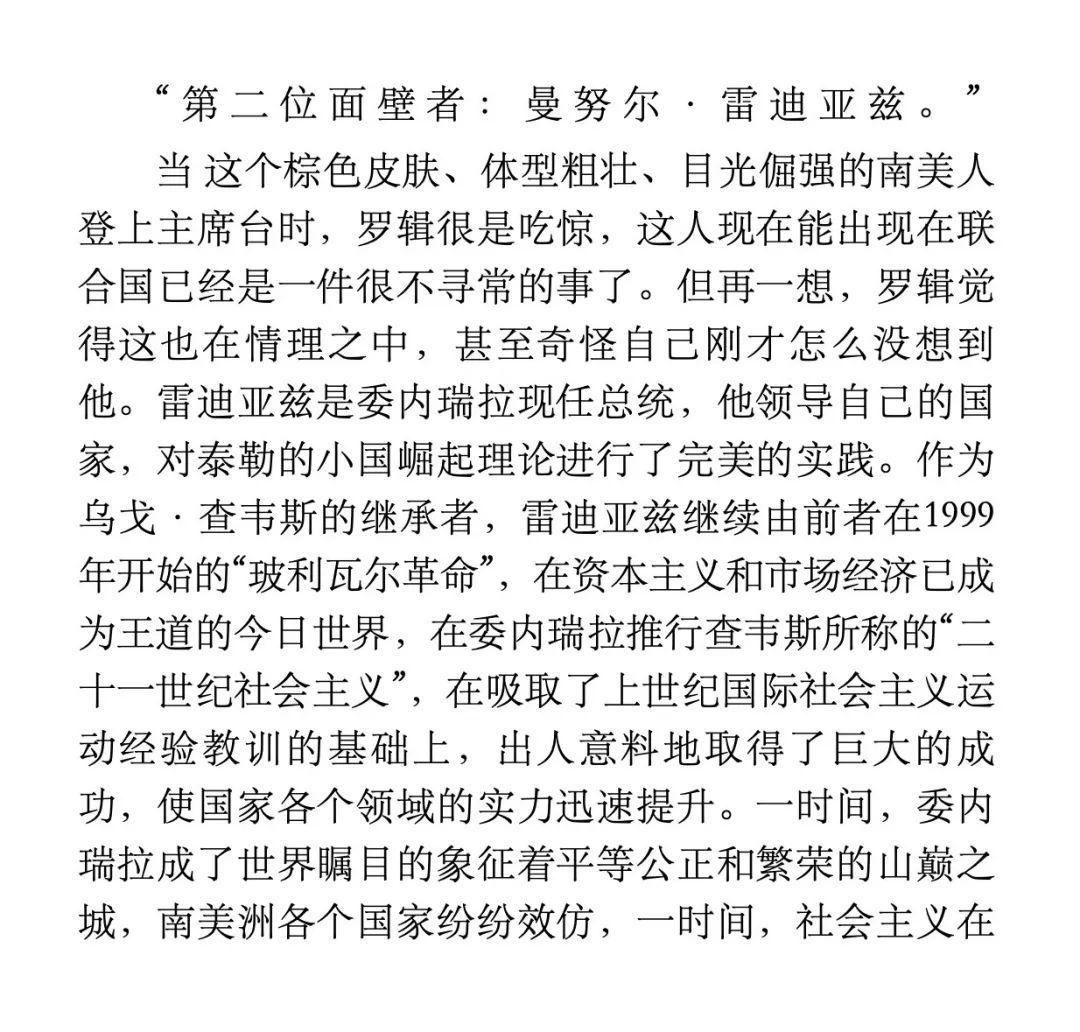 “第二位面壁者：曼努尔·雷迪亚兹。”
当 这个棕色皮肤、体型粗壮、目光倔强的南美人
登上主席台时，罗辑很是吃惊，这人现在能出现在联
合国已经是一件很不寻常的事了。但再一想，罗辑觉
得这也在情理之中，甚至奇怪自己刚才怎么没想到
他。雷迪亚兹是委内瑞拉现任总统，他领导自己的国
家，对泰勒的小国崛起理论进行了完美的实践。作为
乌戈·查韦斯的继承者，雷迪亚兹继续由前者在1999
年开始的“玻利瓦尔革命”，在资本主义和市场经济已成
为王道的今日世界，在委内瑞拉推行查韦斯所称的“二
十一世纪社会主义”，在吸取了上世纪国际社会主义运
动经验教训的基础上，出人意料地取得了巨大的成
功，使国家各个领域的实力迅速提升。一时间，委内
瑞拉成了世界瞩目的象征着平等公正和繁荣的山巅之
城，南美洲各个国家纷纷效仿，一时间，社会主义在